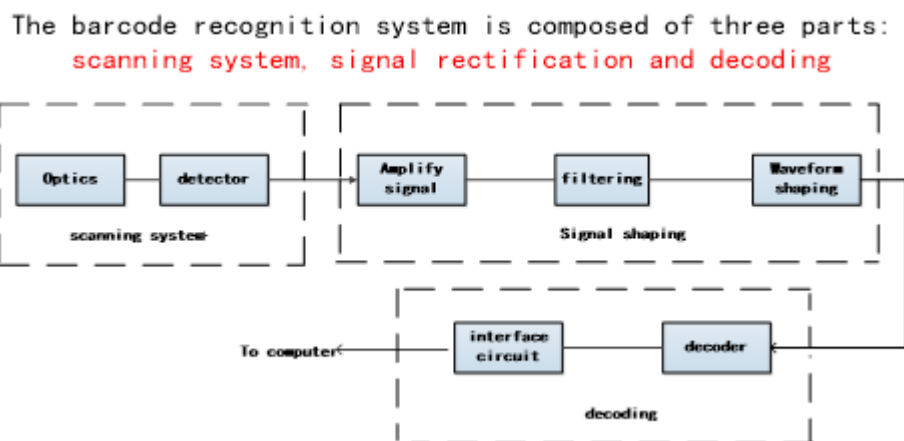 The barcode recognition system is composed of three parts:
scanning system, signal rectification and decoding
Optics
detector
scanning system
Amplify
signal
filtering
Waveform
shaping
Signal shaping
To computer
interface
circuit
decoder
decoding